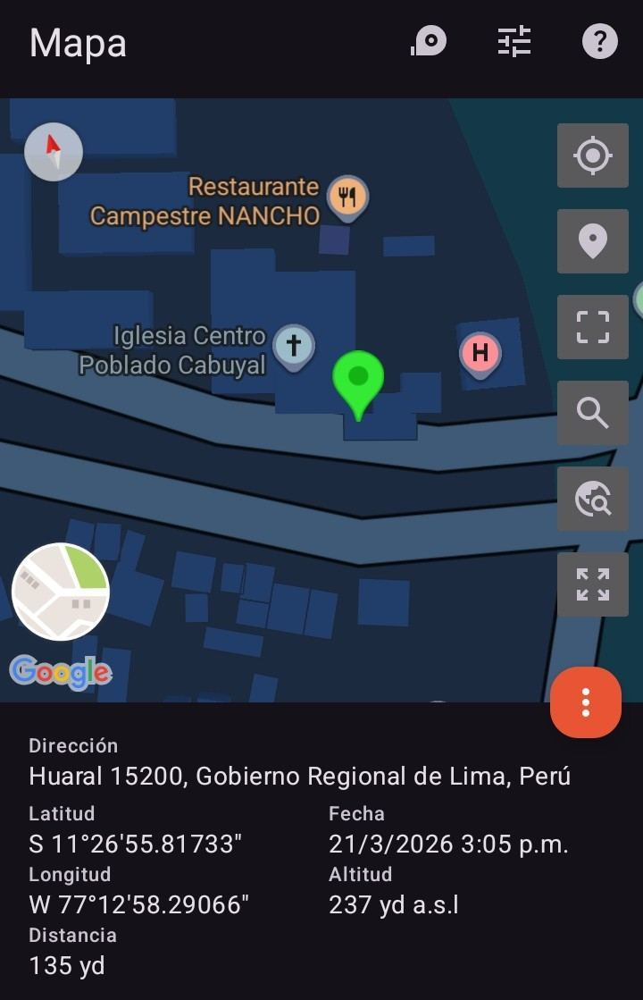 Mapa
Restaurante
Campestre NANCHO
Iglesia Centro
Poblado Cabuyal
H
Google
Dirección
Huaral 15200, Gobierno Regional de Lima, Perú
Latitud
S 11°26'55.81733"
Fecha
21/3/2026 3:05 p.m.
Longitud
W 77°12'58.29066"
Altitud
237 yd a.s.l
Distancia
135 yd